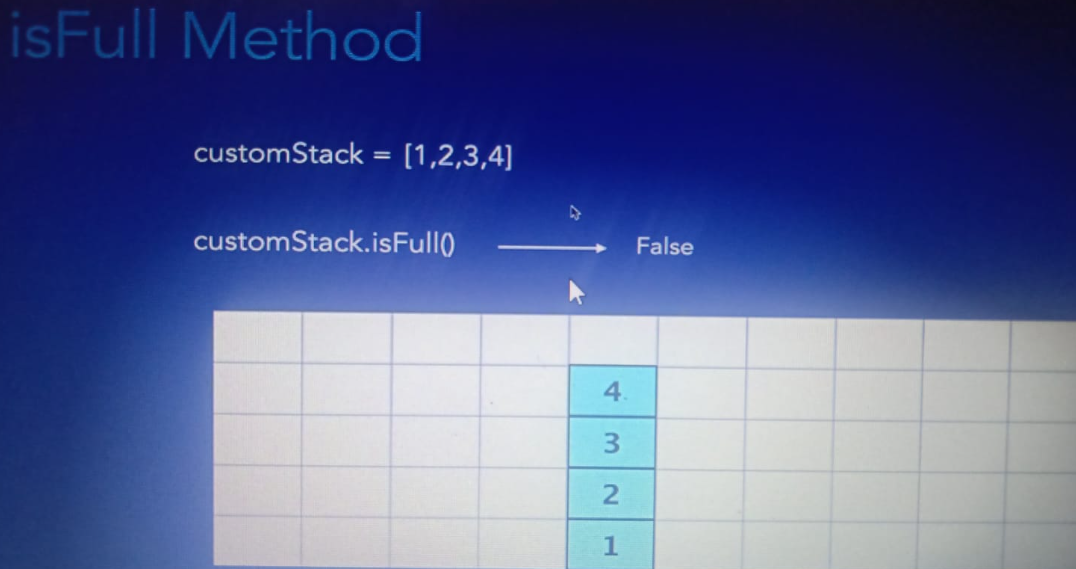 isFull Method
customStack = [1,2,3,4]
customStack.isFull() False
4
3
2
1